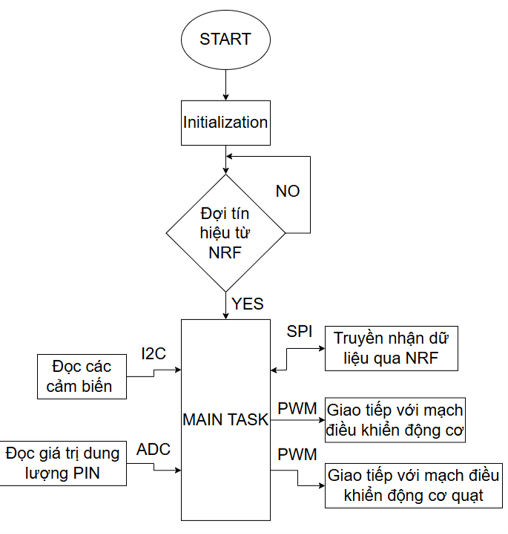 START
Initialization
NO
Đợi tín
hiệu từ
NRF
YES
SPI
Truyền nhận dữ
liệu qua NRF
I2C
Đọc các
cảm biến
MAIN TASK
PWM
Giao tiếp với mạch
điều khiển động cơ
ADC
Đọc giá trị dung
lượng PIN
PWM
Giao tiếp với mạch điều
khiển động cơ quạt